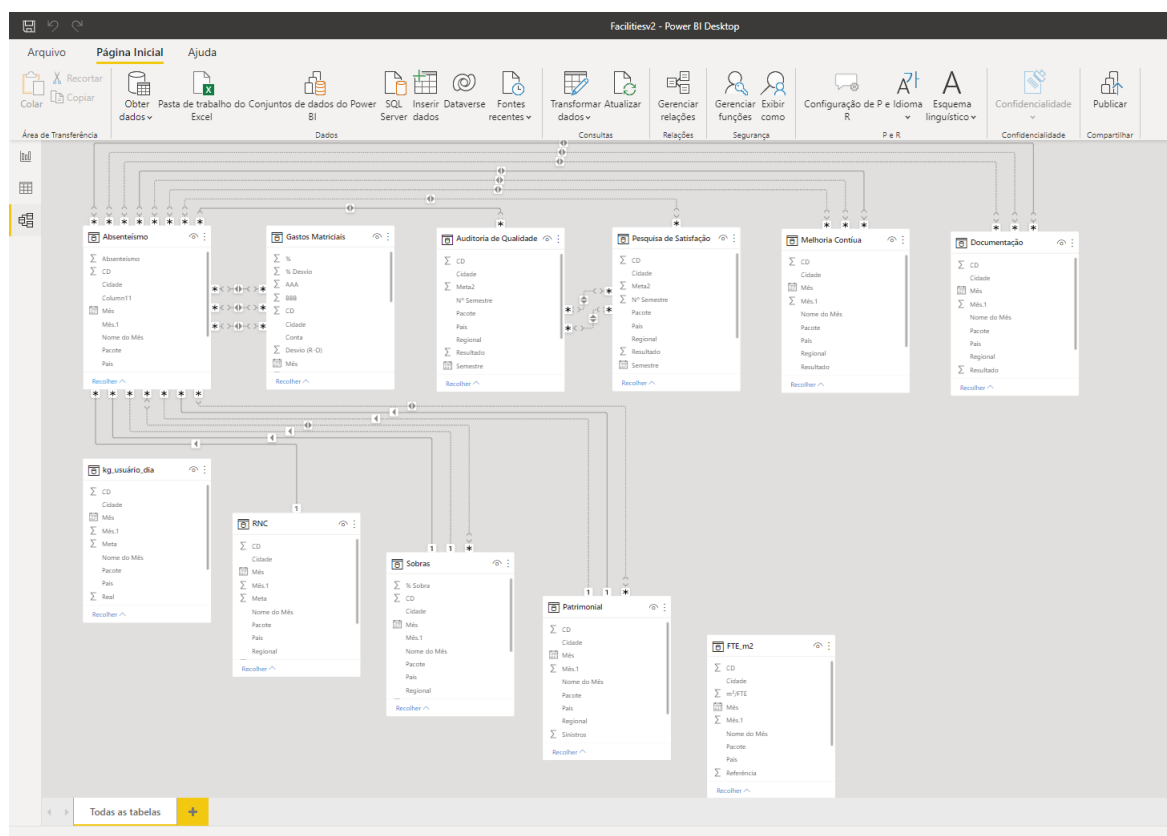 Facilitiesv2 - Power BI Desktop
Arquivo Página Inicial Ajuda
Colar
Recortar
Copiar
Obter dados
Pasta de trabalho do Excel
Conjuntos de dados do Power BI
SQL Server
Inserir dados
Dataverse
Fontes recentes
Transformar dados
Atualizar
Gerenciar relações
Gerenciar funções
Exibir como
Configuração de P e R
Idioma
Esquema linguístico
Confidencialidade
Publicar
Área de Transferência
Dados
Consultas
Relações
Segurança
P e R
Confidencialidade
Compartilhar
Absenteísmo
Σ Absenteismo
Σ CD
Cidade
Column11
Mês
Mês.1
Nome do Mês
Pacote
País
Recolher
Gastos Matriciais
Σ %
Σ % Desvio
Σ AAA
Σ BBB
Σ CD
Cidade
Conta
Σ Desvio (R-O)
Mês
Recolher
Auditoria de Qualidade
Σ CD
Cidade
Σ Meta2
Nº Semestre
Pacote
País
Regional
Σ Resultado
Semestre
Recolher
Pesquisa de Satisfação
Σ CD
Cidade
Σ Meta2
Σ Nº Semestre
Pacote
País
Regional
Σ Resultado
Semestre
Recolher
Melhoria Contíua
Σ CD
Cidade
Mês
Σ Mês.1
Nome do Mês
Pacote
País
Regional
Resultado
Recolher
Documentação
Σ CD
Cidade
Mês
Σ Mês.1
Nome do Mês
Pacote
País
Regional
Σ Resultado
Recolher
kg_usuário_dia
Σ CD
Cidade
Mês
Σ Mês.1
Σ Meta
Nome do Mês
Pacote
País
Σ Real
Recolher
1
RNC
Σ CD
Cidade
Mês
Σ Mês.1
Σ Meta
Nome do Mês
Pacote
País
Regional
Recolher
1 1
Sobras
Σ % Sobra
Σ CD
Cidade
Mês
Mês.1
Nome do Mês
Pacote
País
Regional
Recolher
1 1
Patrimonial
Σ CD
Cidade
Mês
Σ Mês.1
Nome do Mês
Pacote
País
Regional
Σ Sinistros
Recolher
FTE_m2
Σ CD
Cidade
Σ m²/FTE
Mês
Σ Mês.1
Nome do Mês
Pacote
País
Σ Referência
Recolher
Todas as tabelas